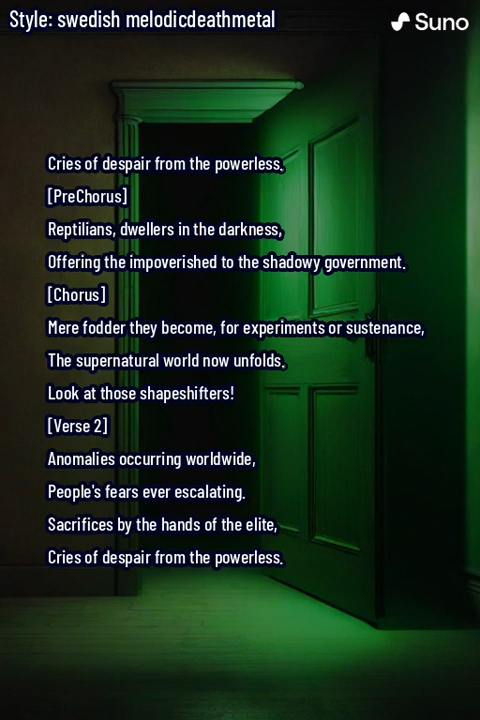 Style: swedish melodicdeathmetal
Suno
Cries of despair from the powerless.
[PreChorus]
Reptilians, dwellers in the darkness,
Offering the impoverished to the shadowy government.
[Chorus]
Mere fodder they become, for experiments or sustenance,
The supernatural world now unfolds.
Look at those shapeshifters!
[Verse 2]
Anomalies occurring worldwide,
People's fears ever escalating.
Sacrifices by the hands of the elite,
Cries of despair from the powerless.